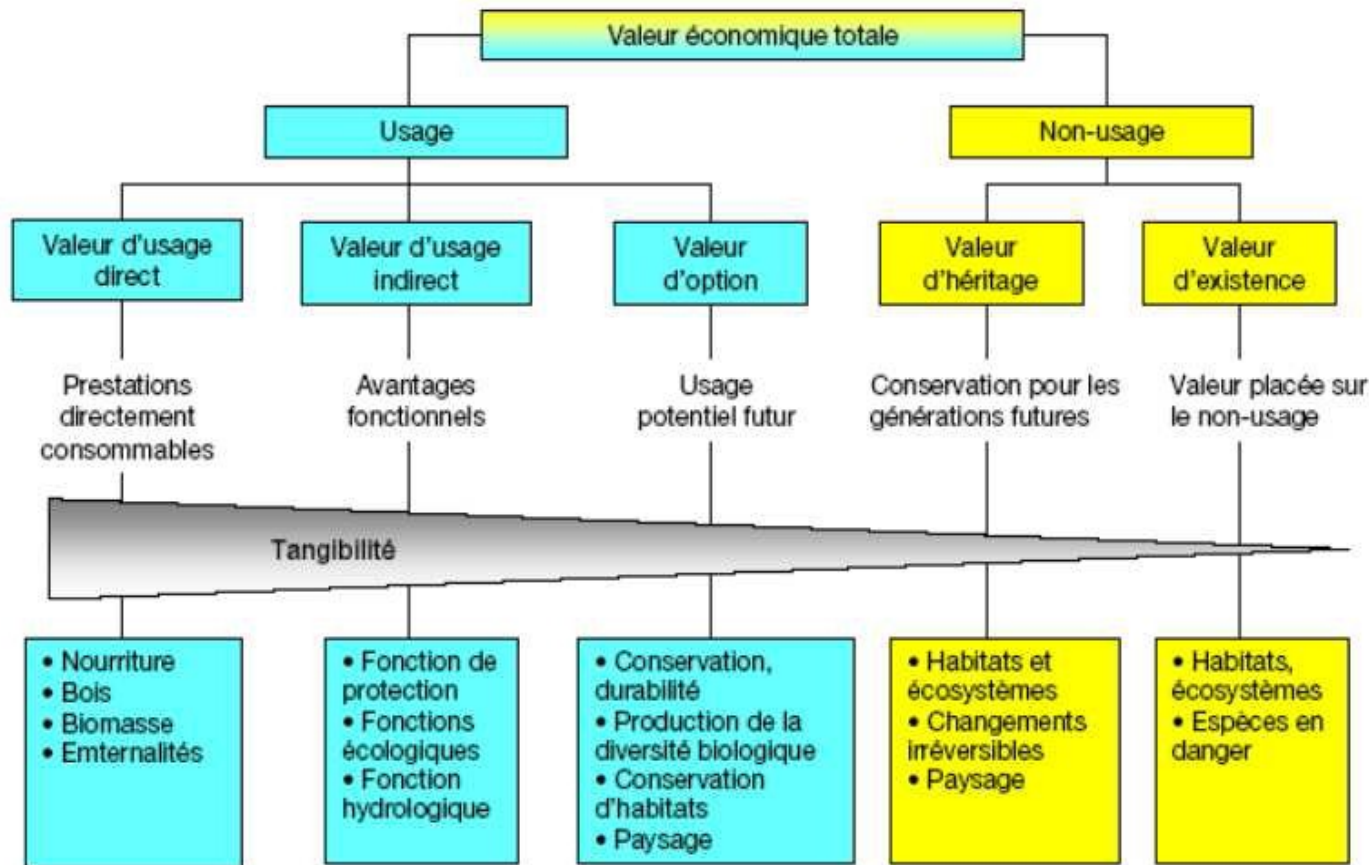 Valeur économique totale
Usage
Non-usage
Valeur d'usage
direct
Valeur d'usage
indirect
Valeur
d'option
Valeur
d'héritage
Valeur
d'existence
Prestations
directement
consommables
Avantages
fonctionnels
Usage
potentiel futur
Conservation pour les
générations futures
Valeur placée sur
le non-usage
Tangibilité
• Nourriture
• Bois
• Biomasse
• Emternalités
• Fonction de
protection
• Fonctions
écologiques
• Fonction
hydrologique
• Conservation,
durabilité
• Production de la
diversité biologique
• Conservation
d'habitats
• Paysage
• Habitats et
écosystèmes
• Changements
irréversibles
• Paysage
• Habitats,
écosystèmes
• Espèces en
danger